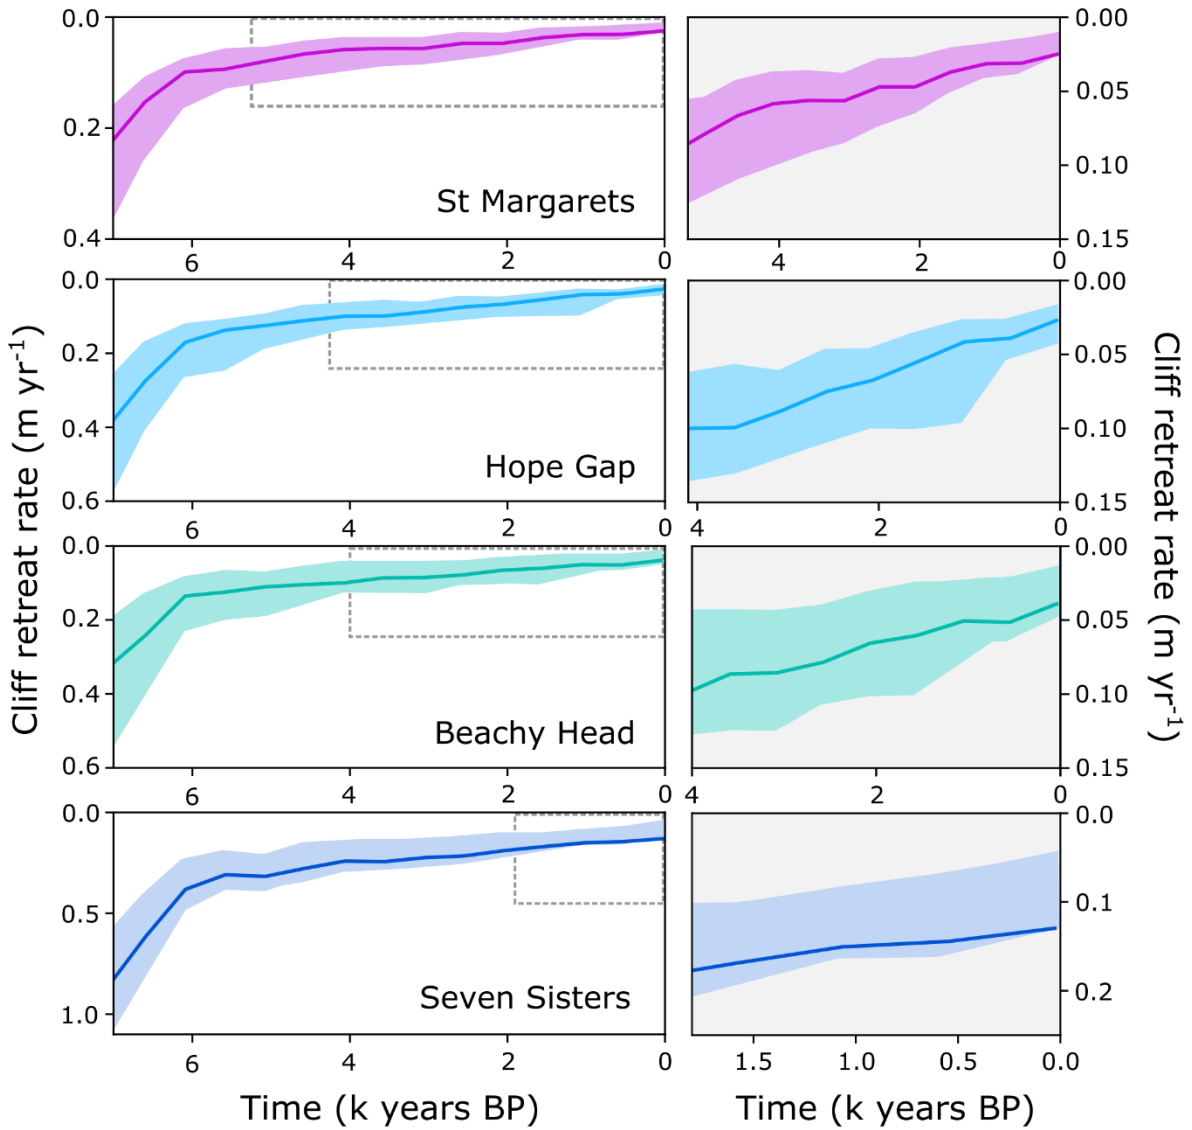 0.0
0.2
0.4
St Margarets
6 4 2 0
0.00
0.05
0.10
0.15
4 2 0
0.0
0.2
0.4
0.6
Hope Gap
6 4 2 0
0.00
0.05
0.10
0.15
4 2 0
0.0
0.2
0.4
0.6
Beachy Head
6 4 2 0
0.00
0.05
0.10
0.15
4 2 0
0.0
0.5
1.0
Seven Sisters
6 4 2 0
0.0
0.1
0.2
1.5 1.0 0.5 0.0
Cliff retreat rate (m yr⁻¹)
Cliff retreat rate (m yr⁻¹)
Time (k years BP)
Time (k years BP)